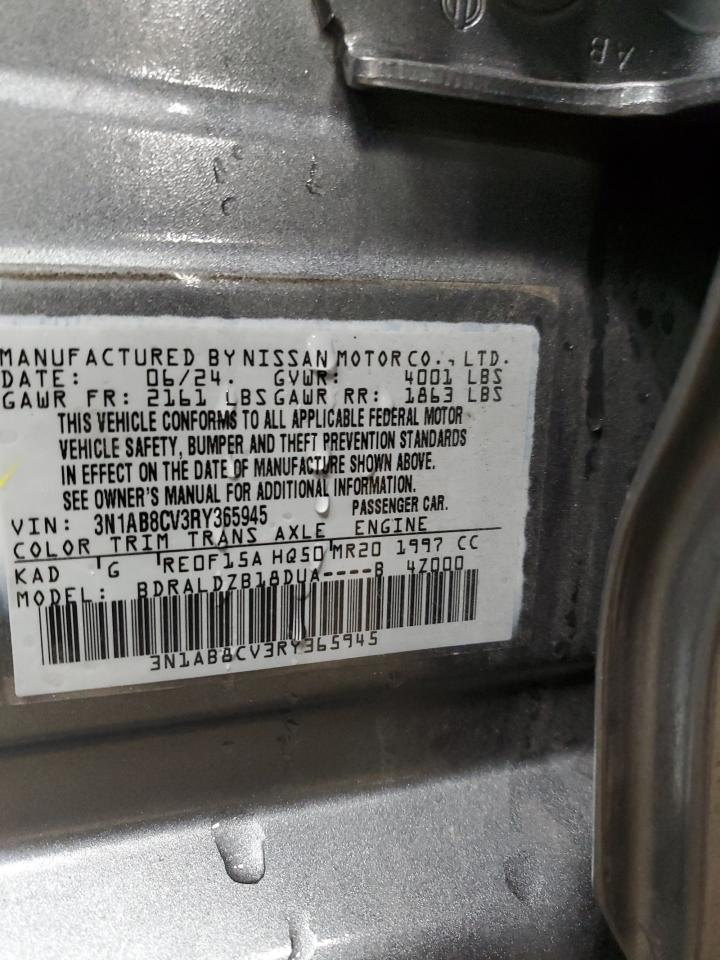 AB
MANUFACTURED BY NISSAN MOTOR CO., LTD.
DATE: 06/24. GVWR: 4001 LBS
GAWR FR: 2161 LBS GAWR RR: 1863 LBS
THIS VEHICLE CONFORMS TO ALL APPLICABLE FEDERAL MOTOR
VEHICLE SAFETY, BUMPER AND THEFT PREVENTION STANDARDS
IN EFFECT ON THE DATE OF MANUFACTURE SHOWN ABOVE.
SEE OWNER'S MANUAL FOR ADDITIONAL INFORMATION.
VIN: 3N1AB8CV3RY365945 PASSENGER CAR.
COLOR TRIM TRANS AXLE ENGINE
KAD G RE0F15A HQ50 MR20 1997 CC
MODEL: BDRALDZB18DUA----B 4Z000
3N1AB8CV3RY365945